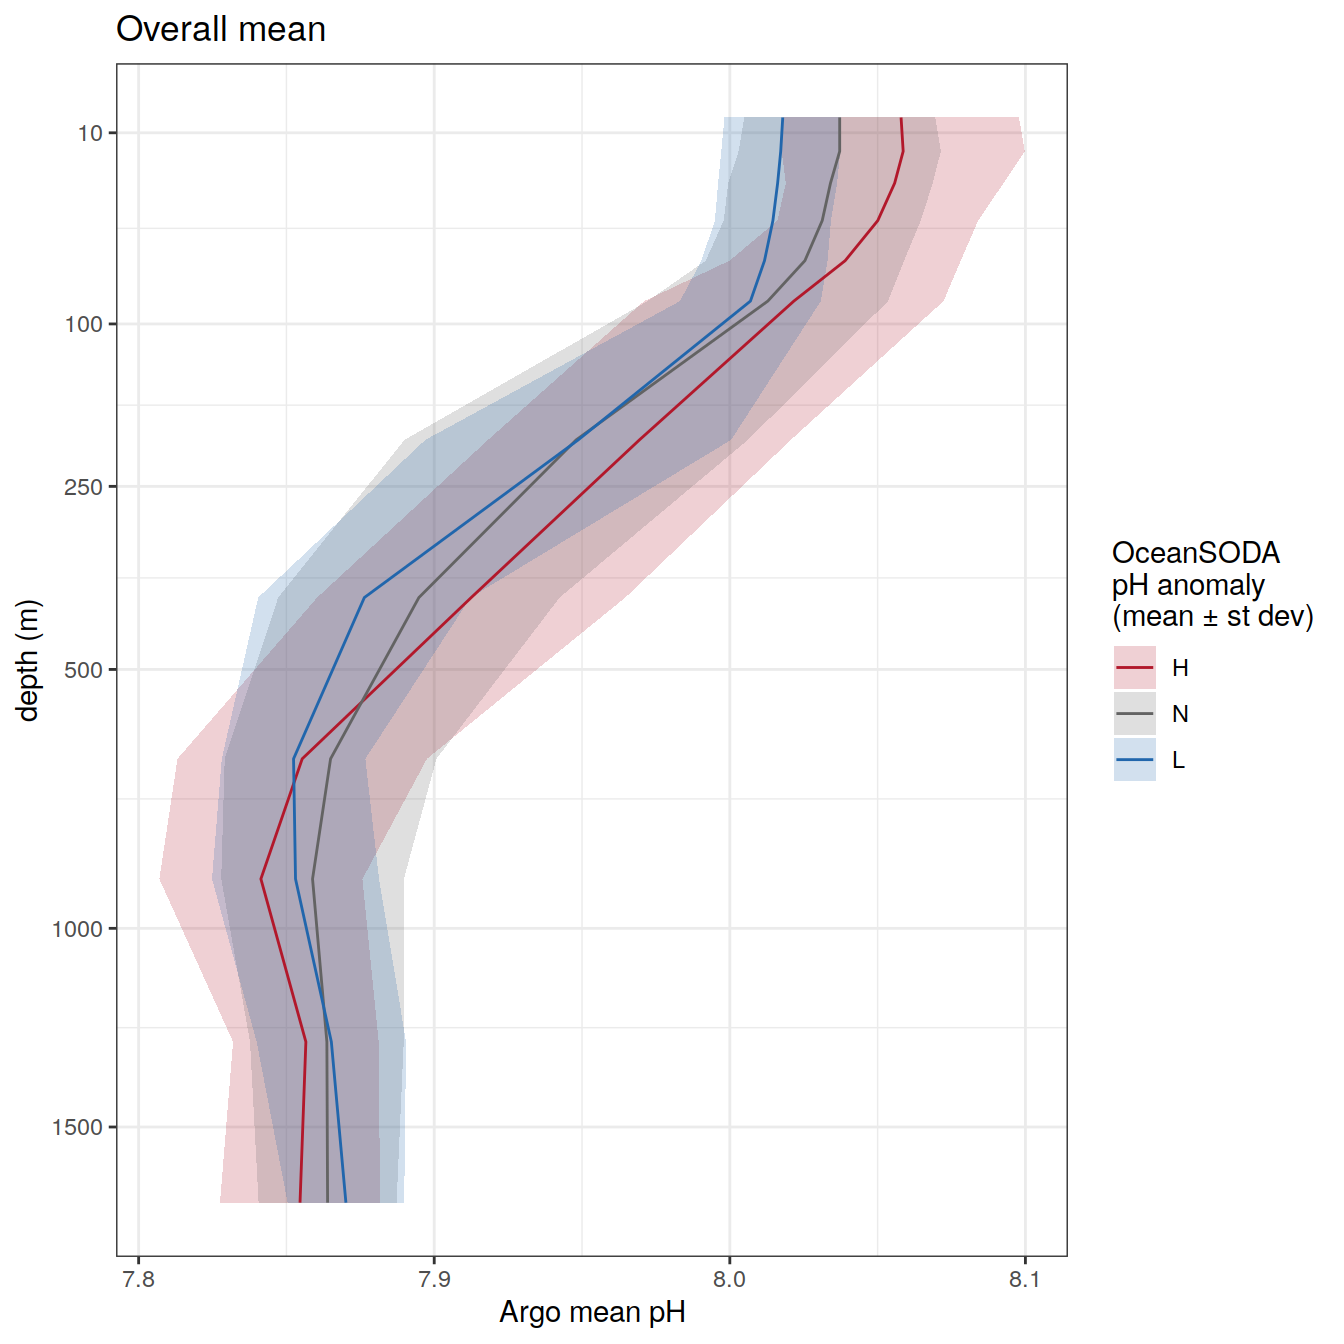 Overall mean
10
100
250
500
1000
1500
depth (m)
7.8
7.9
8.0
8.1
Argo mean pH
OceanSODA
pH anomaly
(mean ± st dev)
H
N
L